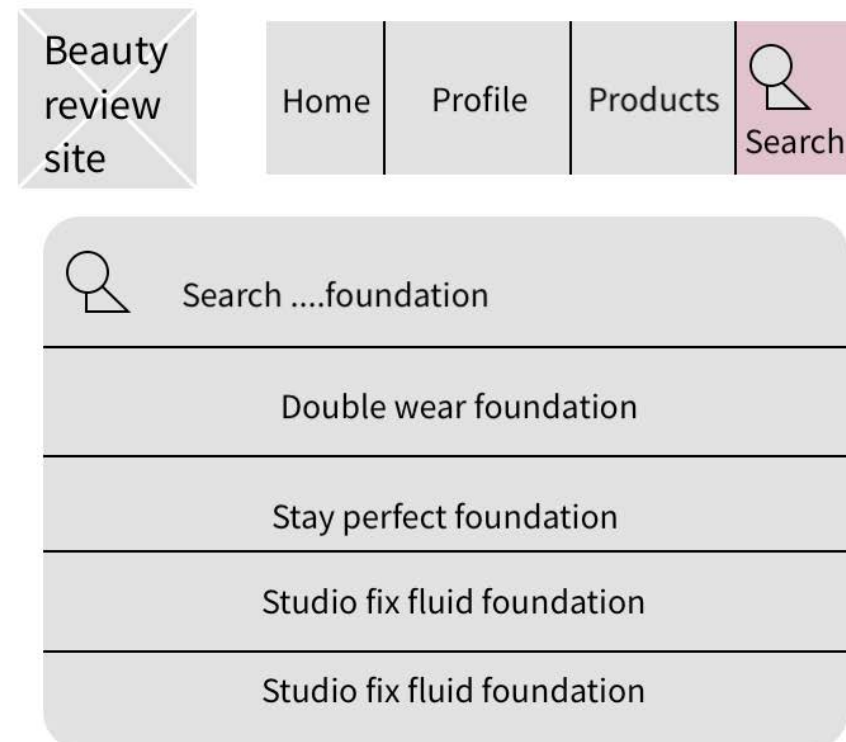 Beauty
review
site
Home
Profile
Products
Search
Search ....foundation
Double wear foundation
Stay perfect foundation
Studio fix fluid foundation
Studio fix fluid foundation